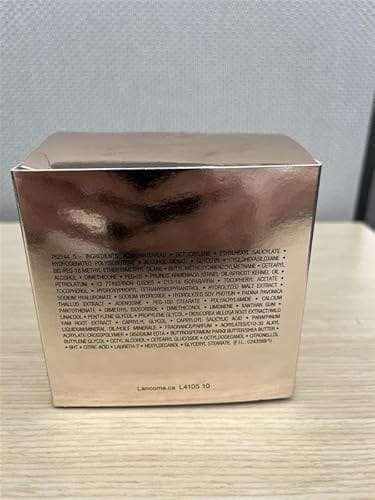 762144 5 - INGREDIENTS: AQUA/WATER/EAU • OCTOCRYLENE • ETHYLHEXYL SALICYLATE •
HYDROGENATED POLYISOBUTENE • ALCOHOL DENAT. • GLYCERIN • CYCLOHEXASILOXANE •
BIS-PEG-18 METHYL ETHER DIMETHYL SILANE • BUTYL METHOXYDIBENZOYLMETHANE • CETEARYL
ALCOHOL • DIMETHICONE • PEG-20 • PRUNUS ARMENIACA KERNEL OIL/APRICOT KERNEL OIL •
PETROLATUM • CI 77492/IRON OXIDES • C13-14 ISOPARAFFIN • TOCOPHERYL ACETATE •
TOCOPHEROL • HYDROXYPROPYL TETRAHYDROPYRANTRIOL • HYDROLYZED MALT EXTRACT •
SODIUM HYALURONATE • SODIUM HYDROXIDE • HYDROLYZED SOY PROTEIN • PADINA PAVONICA
THALLUS EXTRACT • ADENOSINE • PEG-100 STEARATE • POLYACRYLAMIDE • CALCIUM
PANTOTHENATE • DIMETHYL ISOSORBIDE • DIMETHICONOL • LIMONENE • XANTHAN GUM •
LINALOOL • PENTYLENE GLYCOL • PROPYLENE GLYCOL • DIOSCOREA VILLOSA ROOT EXTRACT/WILD
YAM ROOT EXTRACT • CAPRYLYL GLYCOL • CAPRYLOYL SALICYLIC ACID • PARAFFINUM
LIQUIDUM/MINERAL OIL/HUILE MINERALE • FRAGRANCE/PARFUM • ACRYLATES/C10-30 ALKYL
ACRYLATE CROSSPOLYMER • DISODIUM EDTA • BUTYROSPERMUM PARKII BUTTER/SHEA BUTTER •
BUTYLENE GLYCOL • CETYL ALCOHOL • CETEARYL GLUCOSIDE • OCTYLDODECANOL • CITRONELLOL
• BHT • CITRIC ACID • LAURETH-7 • HEXYLDECANOL • GLYCERYL STEARATE.
Lancome.ca L4105 10